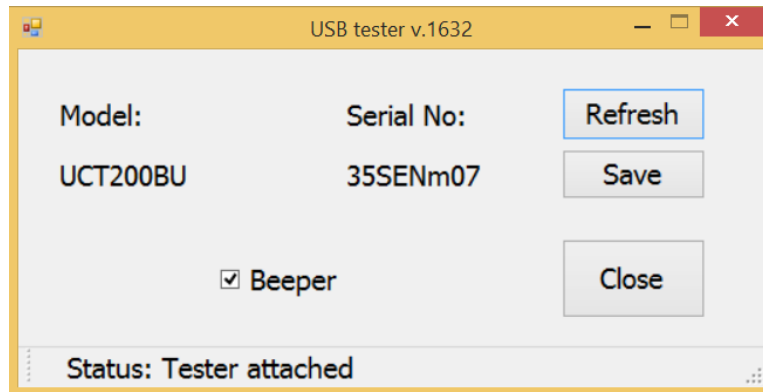 USB tester v.1632
Model: Serial No: Refresh
UCT200BU 35SENm07 Save
Beeper Close
Status: Tester attached